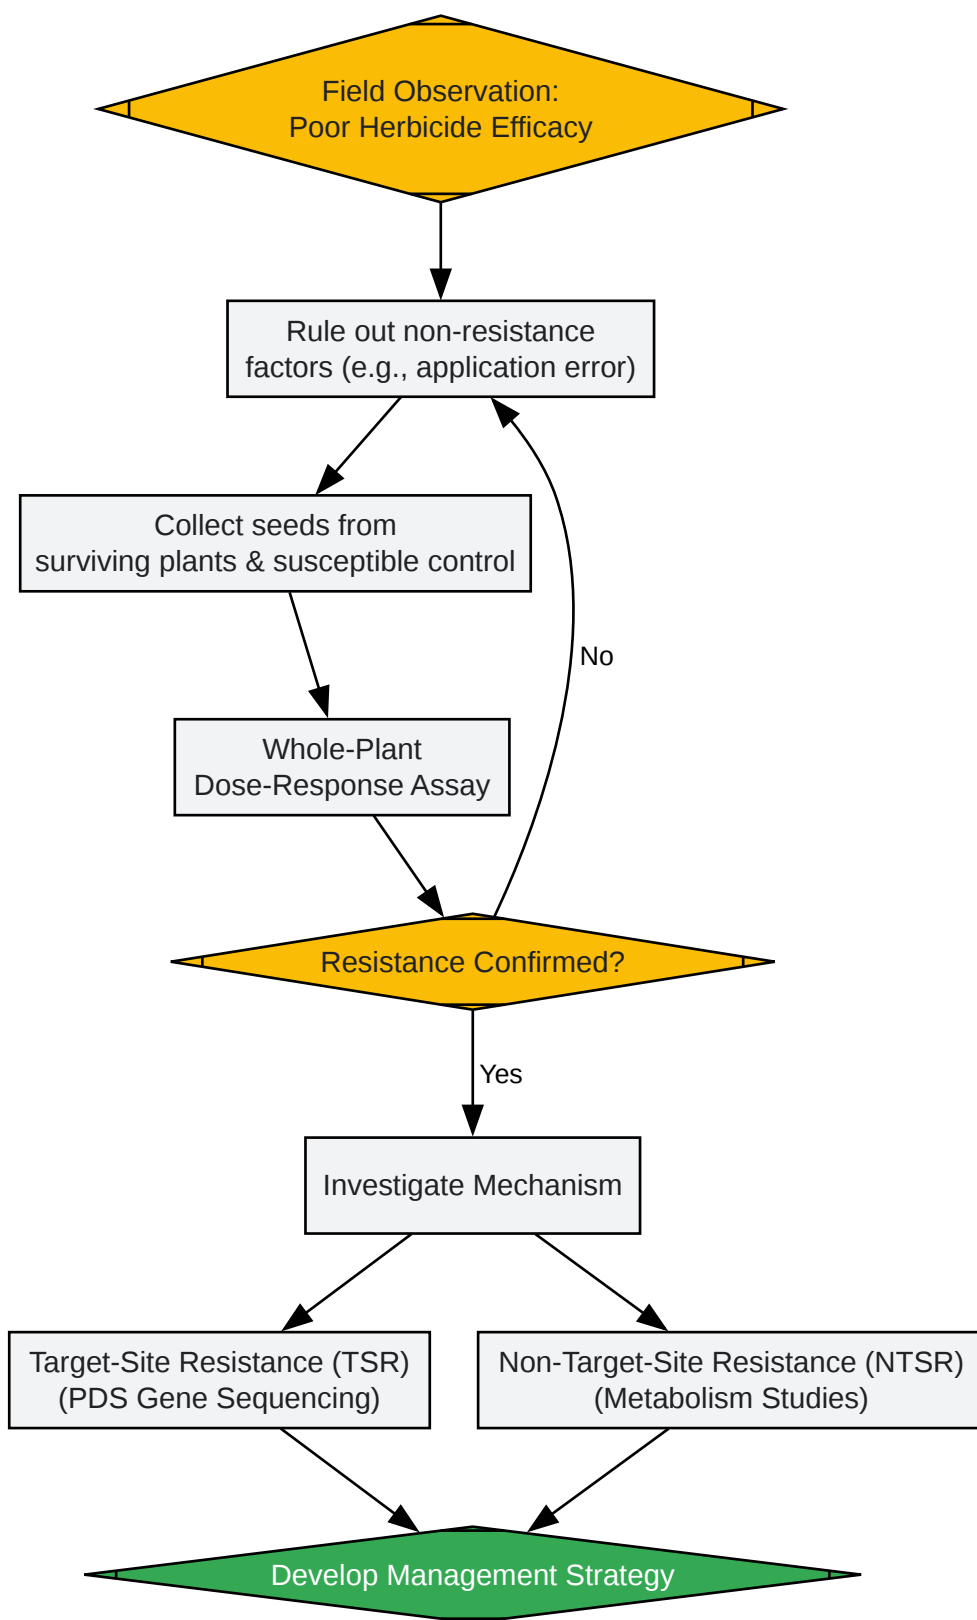 Field Observation:
Poor Herbicide Efficacy
Rule out non-resistance
factors (e.g., application error)
Collect seeds from
surviving plants & susceptible control
No
Whole-Plant
Dose-Response Assay
Resistance Confirmed?
Yes
Investigate Mechanism
Target-Site Resistance (TSR)
(PDS Gene Sequencing)
Non-Target-Site Resistance (NTSR)
(Metabolism Studies)
Develop Management Strategy